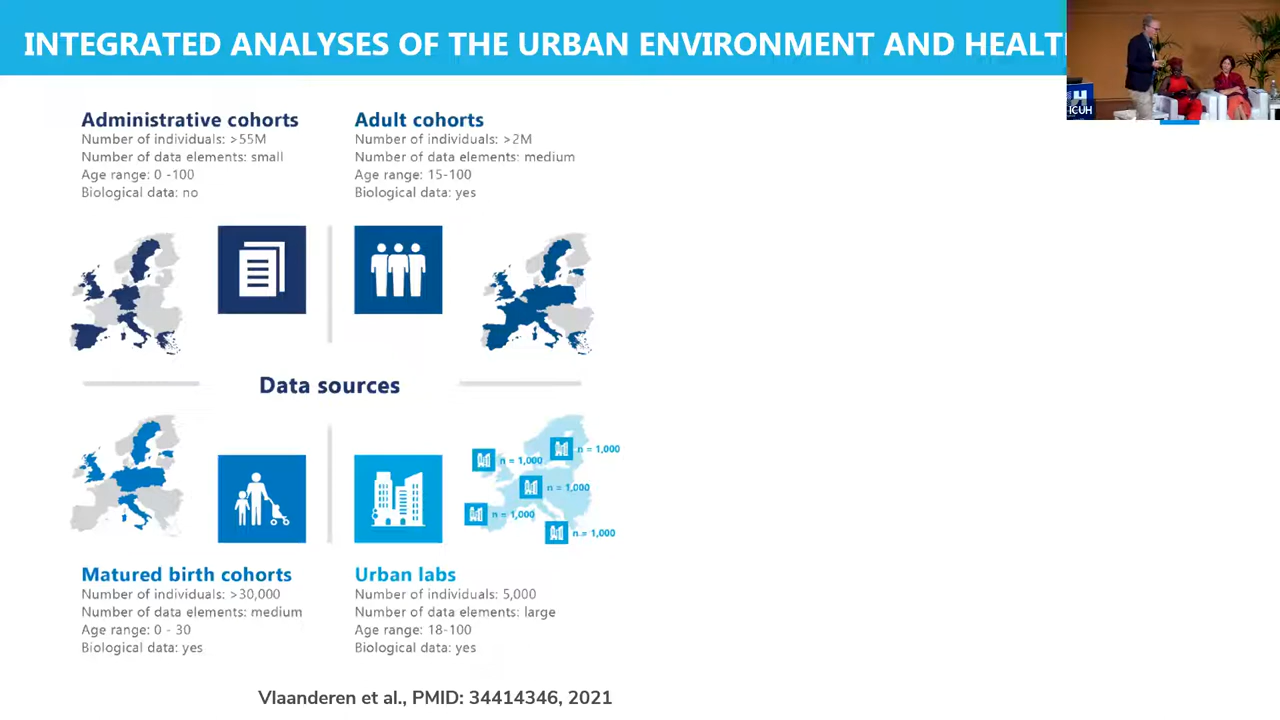 INTEGRATED ANALYSES OF THE URBAN ENVIRONMENT AND HEALT
ICUH
Administrative cohorts
Number of individuals: >55M
Number of data elements: small
Age range: 0 -100
Biological data: no
Adult cohorts
Number of individuals: >2M
Number of data elements: medium
Age range: 15-100
Biological data: yes
Data sources
n = 1,000
n = 1,000
n = 1,000
n = 1,000
n = 1,000
Matured birth cohorts
Number of individuals: >30,000
Number of data elements: medium
Age range: 0 - 30
Biological data: yes
Urban labs
Number of individuals: 5,000
Number of data elements: large
Age range: 18-100
Biological data: yes
Vlaanderen et al., PMID: 34414346, 2021